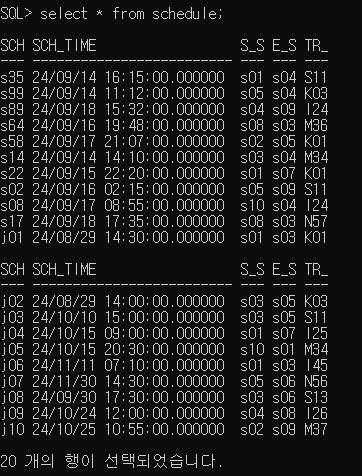 SQL> select * from schedule;
SCH SCH_TIME S_S E_S TR_
--- ---------------------------- --- --- ---
s35 24/09/14 16:15:00.000000 s01 s04 S11
s99 24/09/14 11:12:00.000000 s05 s04 K03
s89 24/09/18 15:32:00.000000 s04 s09 I24
s64 24/09/16 19:48:00.000000 s08 s03 M36
s58 24/09/17 21:07:00.000000 s02 s05 K01
s14 24/09/14 14:10:00.000000 s03 s04 M34
s22 24/09/15 22:20:00.000000 s01 s07 K01
s02 24/09/16 02:15:00.000000 s05 s09 S11
s08 24/09/17 08:55:00.000000 s10 s04 I24
s17 24/09/18 17:35:00.000000 s08 s03 N57
j01 24/08/29 14:30:00.000000 s01 s03 K01
SCH SCH_TIME S_S E_S TR_
--- ---------------------------- --- --- ---
j02 24/08/29 14:00:00.000000 s03 s05 K03
j03 24/10/10 15:00:00.000000 s03 s05 S11
j04 24/10/15 09:00:00.000000 s01 s07 I25
j05 24/10/15 20:30:00.000000 s10 s01 M34
j06 24/11/11 07:10:00.000000 s01 s03 I45
j07 24/11/30 14:30:00.000000 s05 s06 N56
j08 24/09/30 17:30:00.000000 s03 s06 S13
j09 24/10/24 12:00:00.000000 s04 s08 I26
j10 24/10/25 10:55:00.000000 s02 s09 M37
20 개의 행이 선택되었습니다.